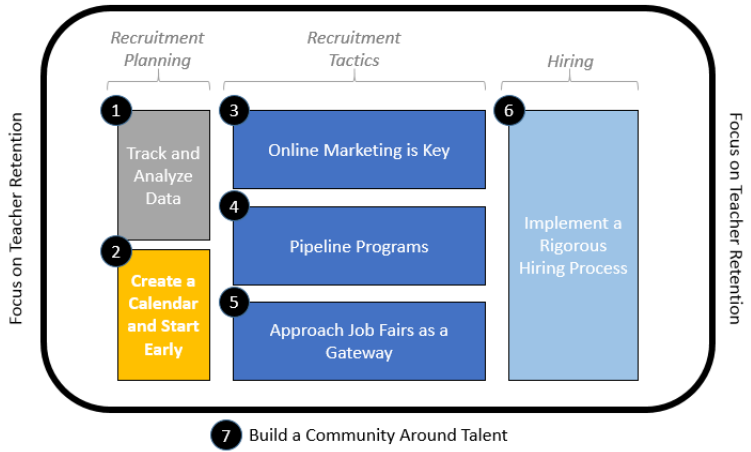 Recruitment
Planning
Recruitment
Tactics
Hiring
Focus on Teacher Retention
1
Track and
Analyze
Data
2
Create a
Calendar
and Start
Early
3
Online Marketing is Key
4
Pipeline Programs
5
Approach Job Fairs as a
Gateway
6
Implement a
Rigorous
Hiring Process
Focus on Teacher Retention
7 Build a Community Around Talent